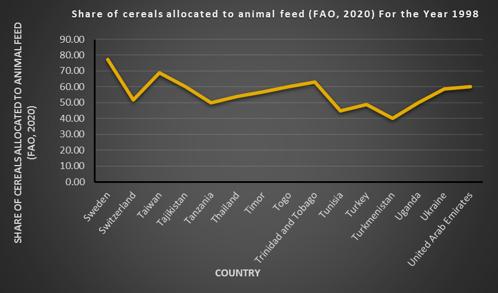 Share of cereals allocated to animal feed (FAO, 2020) For the Year 1998
SHARE OF CEREALS ALLOCATED TO ANIMAL FEED
(FAO, 2020)
90.00
80.00
70.00
60.00
50.00
40.00
30.00
20.00
10.00
0.00
Sweden
Switzerland
Taiwan
Tajikistan
Tanzania
Thailand
Timor
Togo
Trinidad and Tobago
Tunisia
Turkey
Turkmenistan
Uganda
Ukraine
United Arab Emirates
COUNTRY